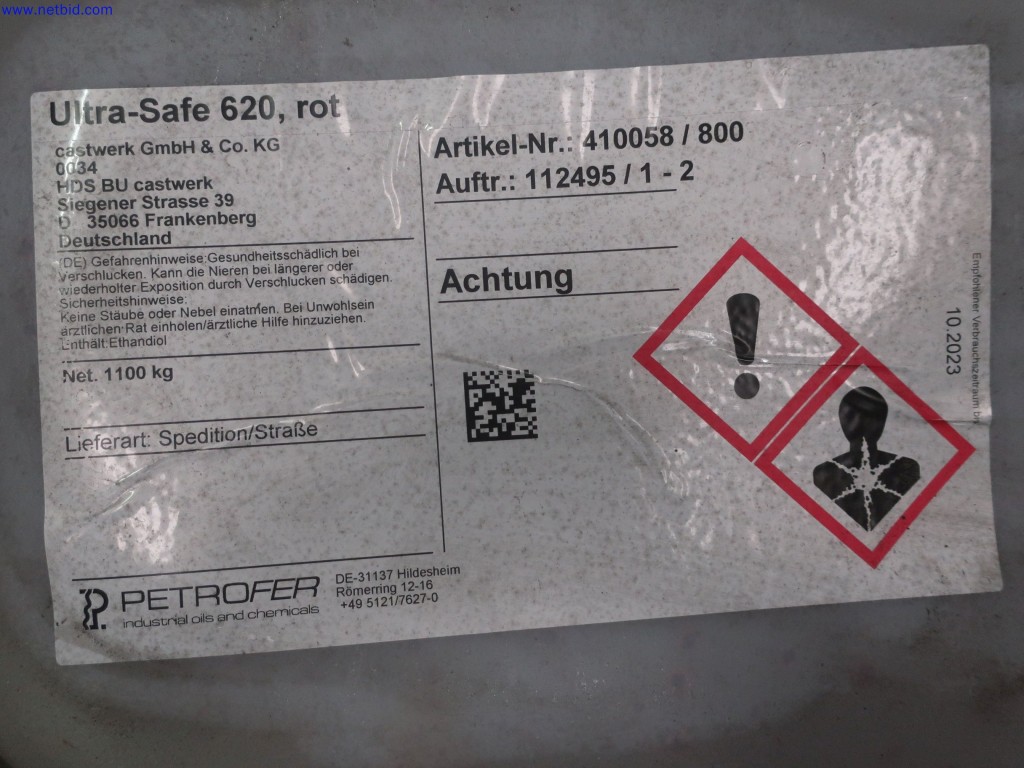 www.netbid.com
Ultra-Safe 620, rot
castwerk GmbH & Co. KG
0034
HDS BU castwerk
Siegener Strasse 39
D 35066 Frankenberg
Deutschland
(DE) Gefahrenhinweise:Gesundheitsschädlich bei
Verschlucken. Kann die Nieren bei längerer oder
wiederholter Exposition durch Verschlucken schädigen.
Sicherheitshinweise:
Keine Stäube oder Nebel einatmen. Bei Unwohlsein
ärztlichen Rat einholen/ärztliche Hilfe hinzuziehen.
Enthält:Ethandiol
Net. 1100 kg
Lieferart: Spedition/Straße
Artikel-Nr.: 410058 / 800
Auftr.: 112495 / 1 - 2
Achtung
Empfohlener Verbrauchszeitraum bis
10.2023
PETROFER
industrial oils and chemicals
DE-31137 Hildesheim
Römerring 12-16
+49 5121/7627-0